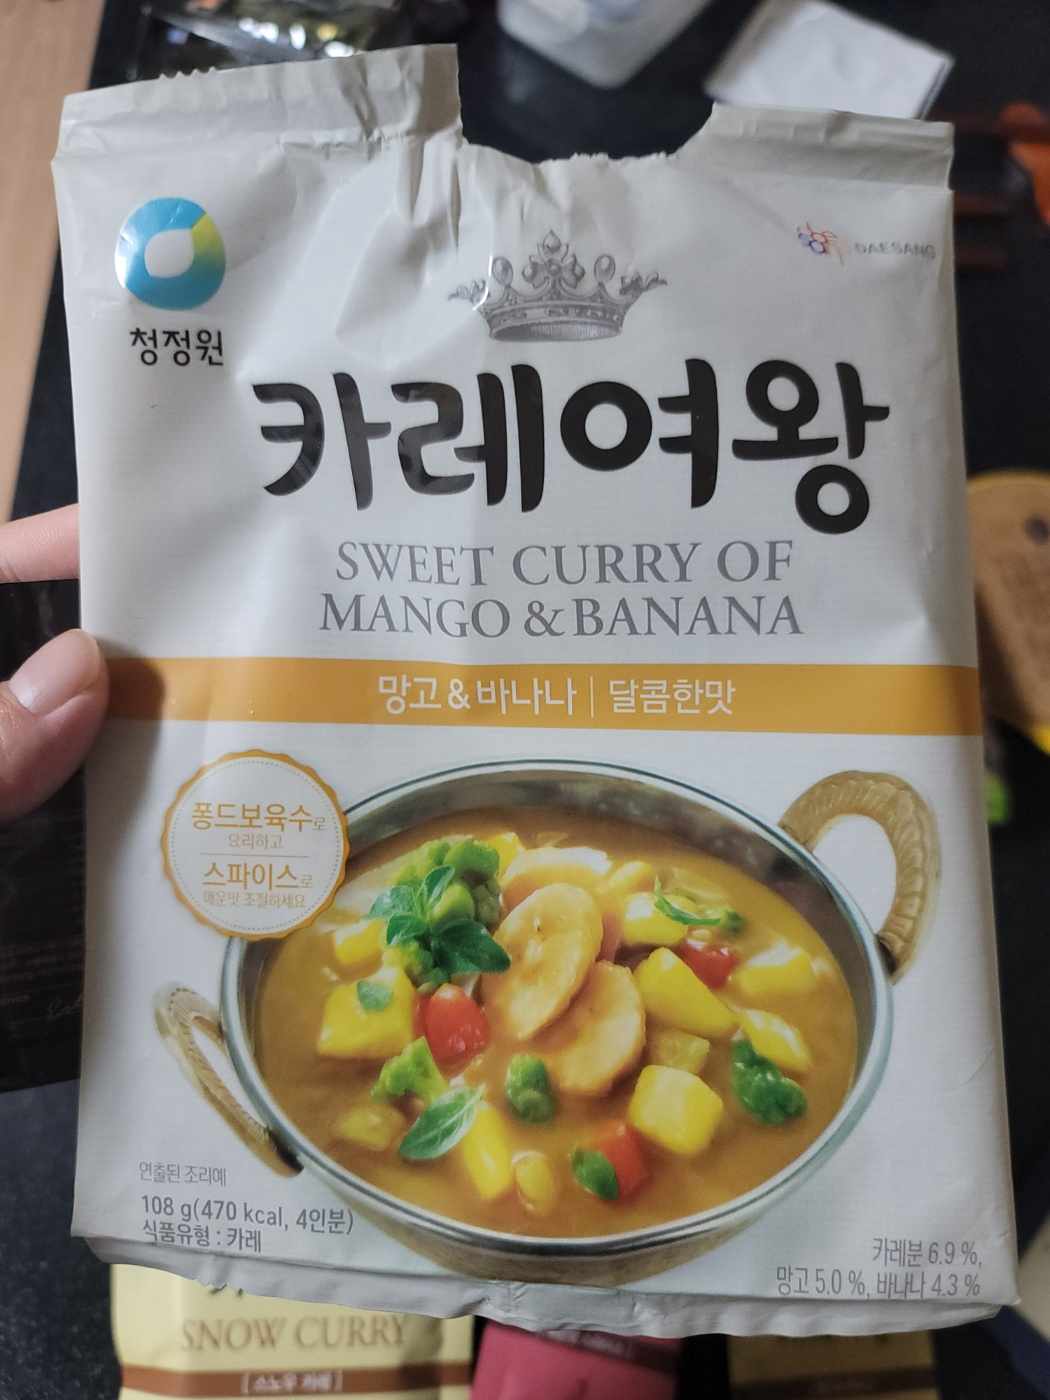 청정원
DAESANG
카레여왕
SWEET CURRY OF
MANGO & BANANA
망고&바나나 | 달콤한맛
퐁드보육수로
요리하고
스파이스로
매운맛 조절하세요
연출된 조리예
108 g(470 kcal, 4인분)
식품유형 : 카레
카레분 6.9 %,
망고 5.0 %, 바나나 4.3 %
SNOW CURRY
[ 스노우 카레 ]